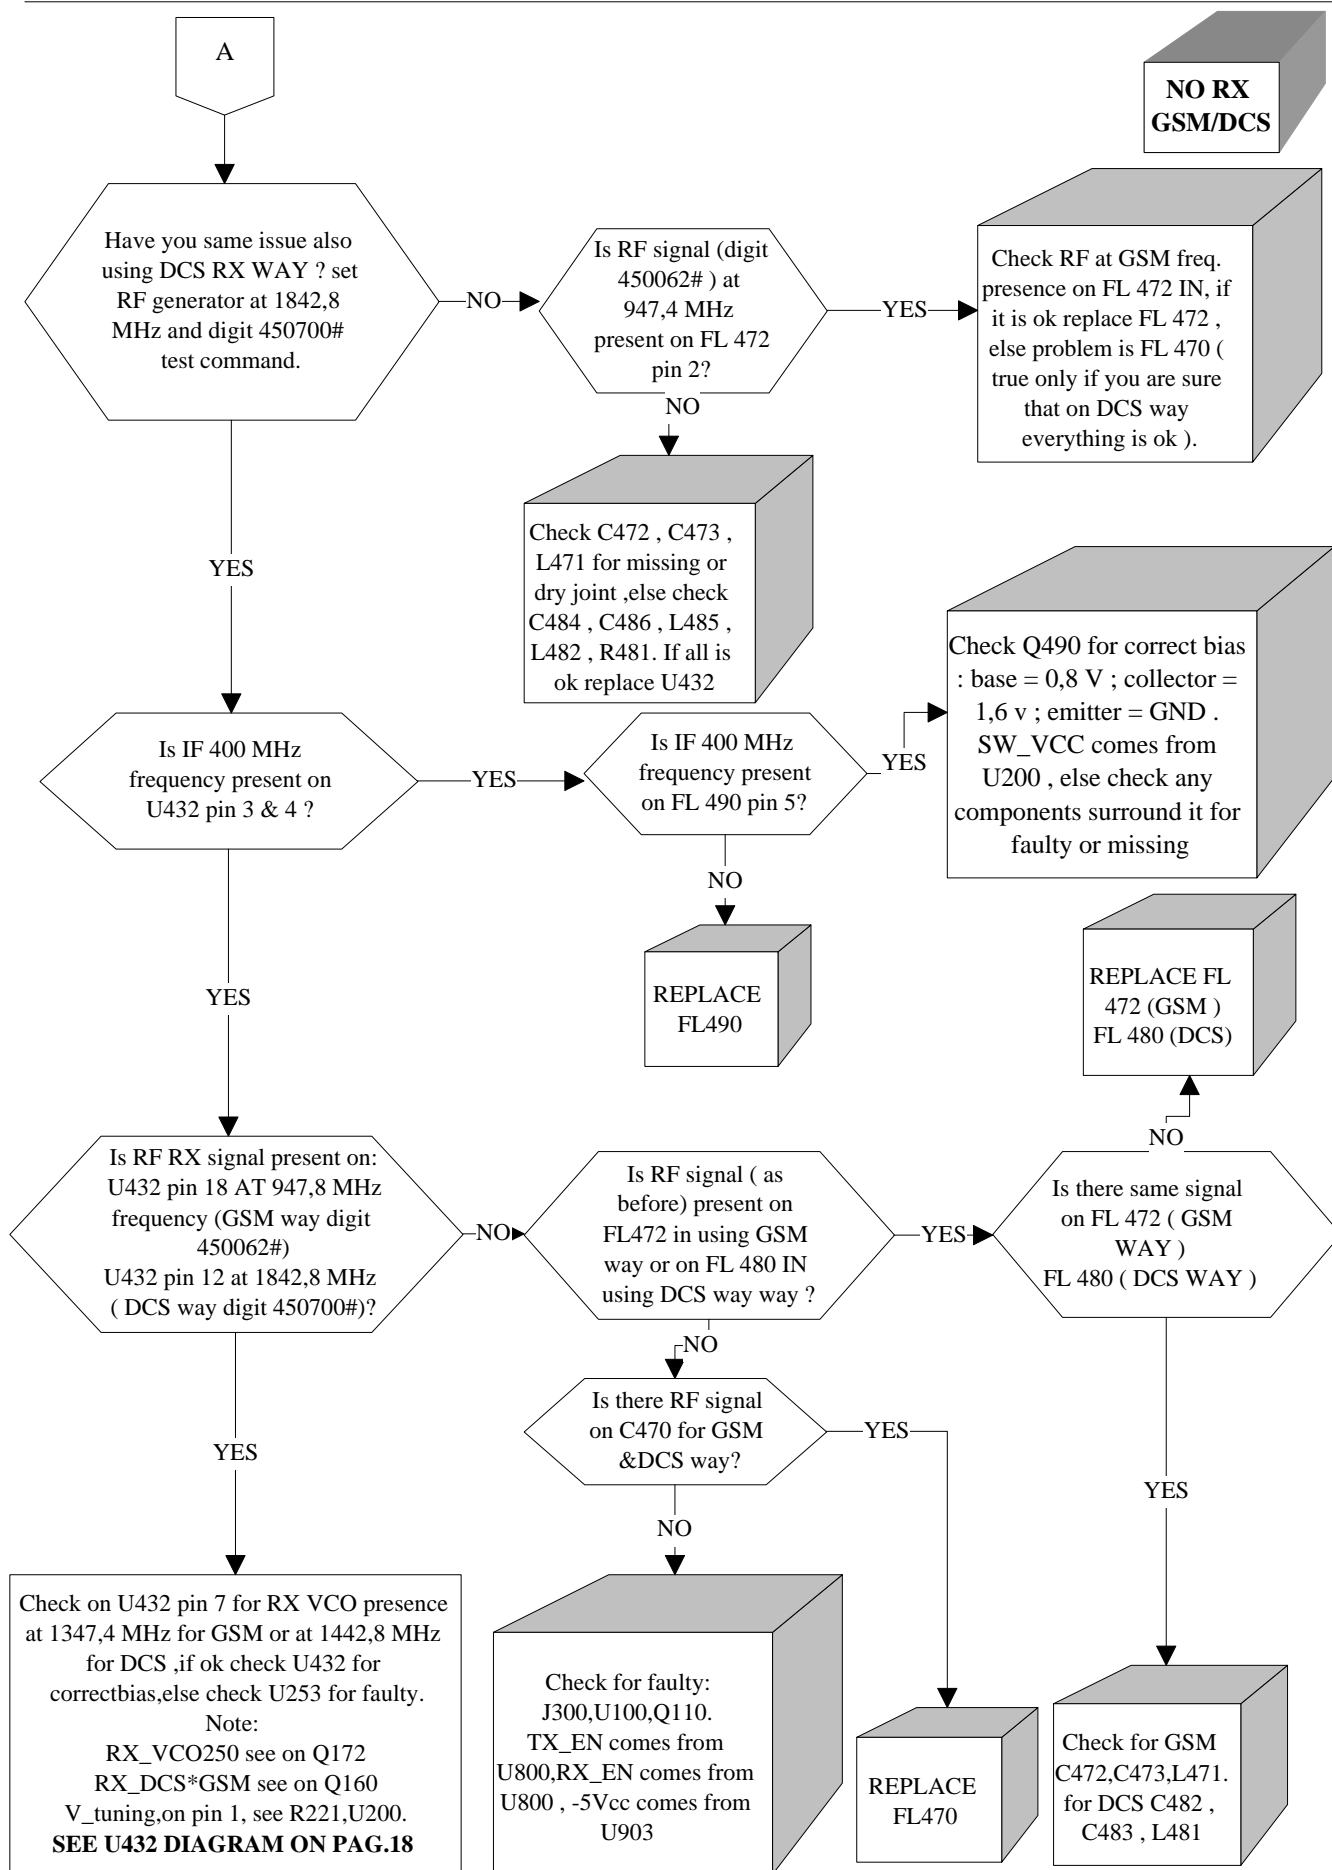 A
NO RX
GSM/DCS
Have you same issue also
using DCS RX WAY ? set
RF generator at 1842,8
MHz and digit 450700#
test command.
NO
Is RF signal (digit
450062# ) at
947,4 MHz
present on FL 472
pin 2?
YES
Check RF at GSM freq.
presence on FL 472 IN, if
it is ok replace FL 472 ,
else problem is FL 470 (
true only if you are sure
that on DCS way
everything is ok ).
NO
Check C472 , C473 ,
L471 for missing or
dry joint ,else check
C484 , C486 , L485 ,
L482 , R481. If all is
ok replace U432
YES
Is IF 400 MHz
frequency present on
U432 pin 3 & 4 ?
YES
Is IF 400 MHz
frequency present
on FL 490 pin 5?
YES
Check Q490 for correct bias
: base = 0,8 V ; collector =
1,6 v ; emitter = GND .
SW_VCC comes from
U200 , else check any
components surround it for
faulty or missing
NO
REPLACE
FL490
YES
REPLACE FL
472 (GSM )
FL 480 (DCS)
NO
Is RF RX signal present on:
U432 pin 18 AT 947,8 MHz
frequency (GSM way digit
450062#)
U432 pin 12 at 1842,8 MHz
( DCS way digit 450700#)?
NO
Is RF signal ( as
before) present on
FL472 in using GSM
way or on FL 480 IN
using DCS way way ?
YES
Is there same signal
on FL 472 ( GSM
WAY )
FL 480 ( DCS WAY )
NO
Is there RF signal
on C470 for GSM
&DCS way?
YES
YES
YES
NO
Check on U432 pin 7 for RX VCO presence
at 1347,4 MHz for GSM or at 1442,8 MHz
for DCS ,if ok check U432 for
correctbias,else check U253 for faulty.
Note:
RX_VCO250 see on Q172
RX_DCS*GSM see on Q160
V_tuning,on pin 1, see R221,U200.
SEE U432 DIAGRAM ON PAG.18
Check for faulty:
J300,U100,Q110.
TX_EN comes from
U800,RX_EN comes from
U800 , -5Vcc comes from
U903
REPLACE
FL470
Check for GSM
C472,C473,L471.
for DCS C482 ,
C483 , L481